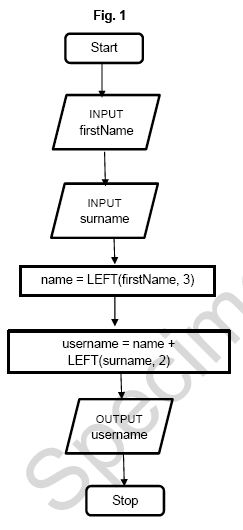 Fig. 1
Start
INPUT
firstName
INPUT
surname
name = LEFT(firstName, 3)
username = name +
LEFT(surname, 2)
OUTPUT
username
Stop